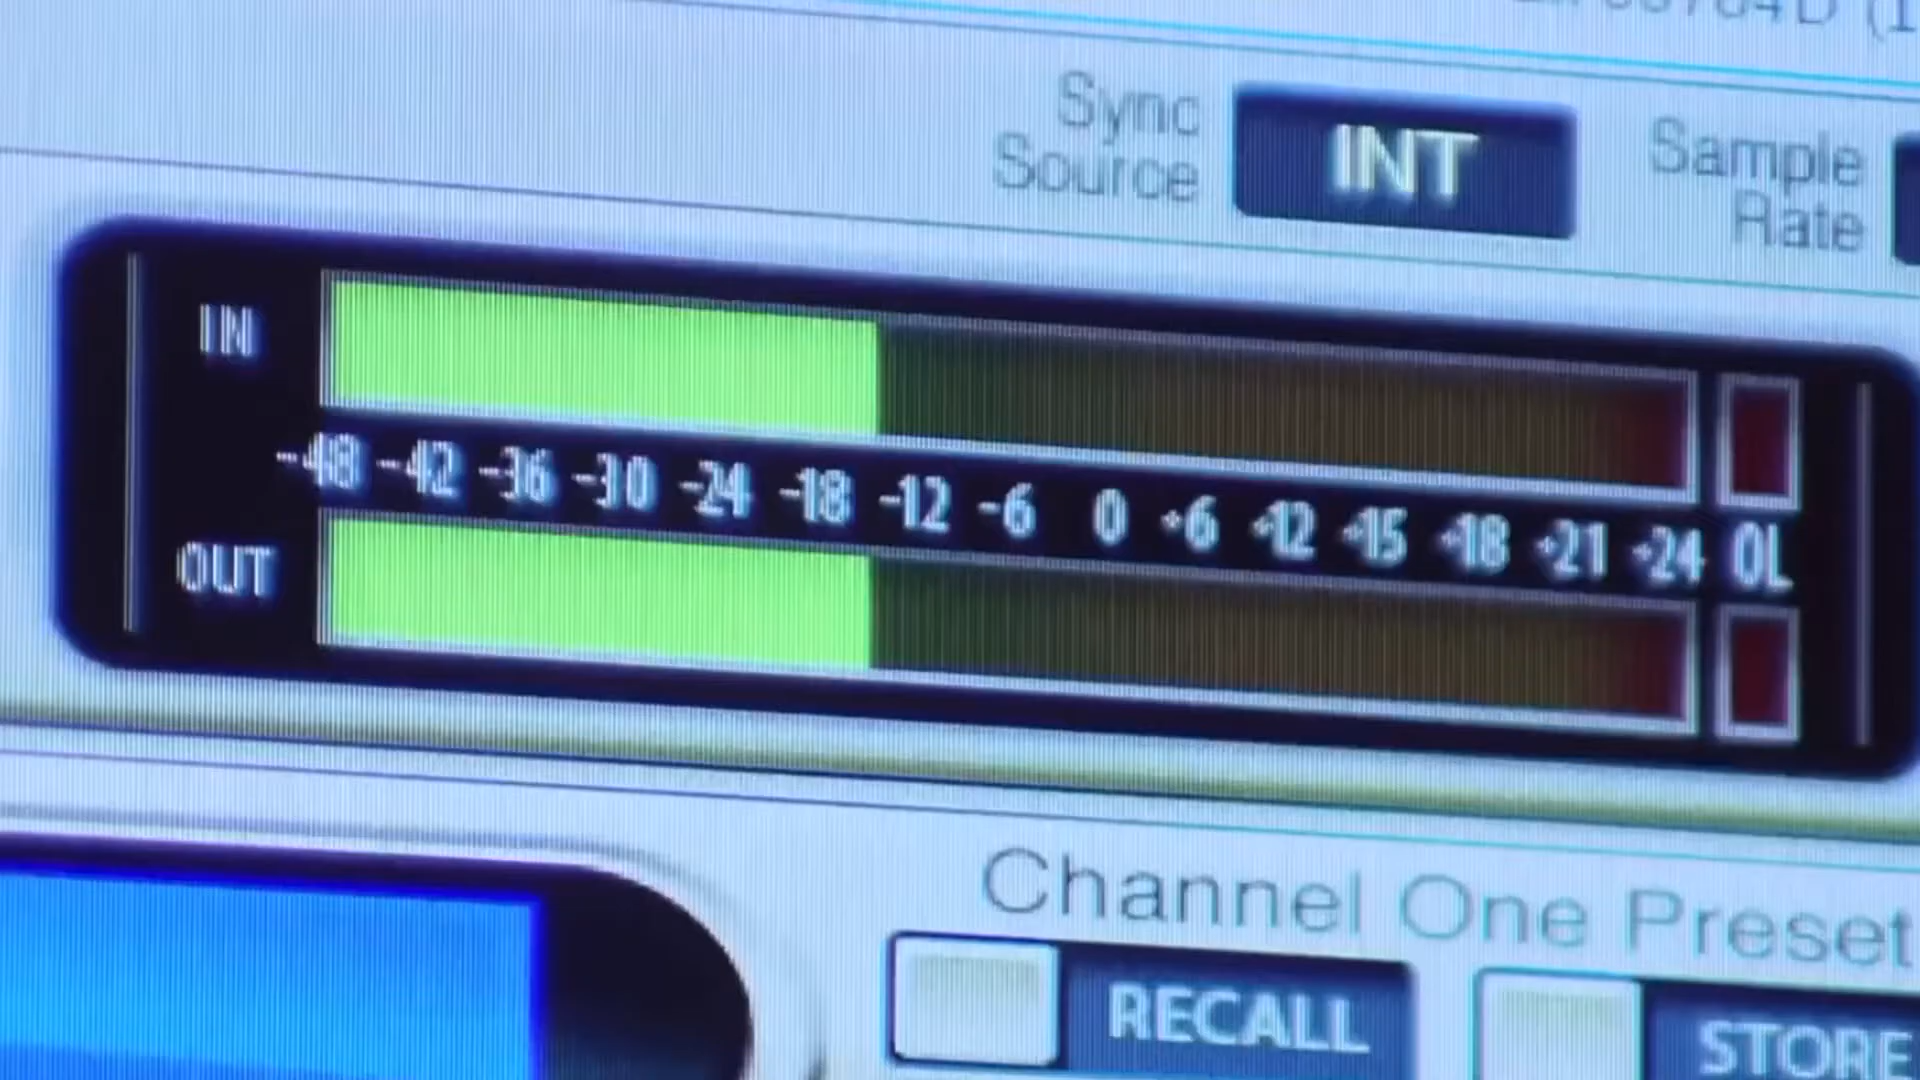 Sync
Source
INT
Sample
Rate
IN
-48 -42 -36 -30 -24 -18 -12 -6 0 +6 +12 +15 +18 +21 +24 OL
OUT
Channel One Preset
RECALL
STORE